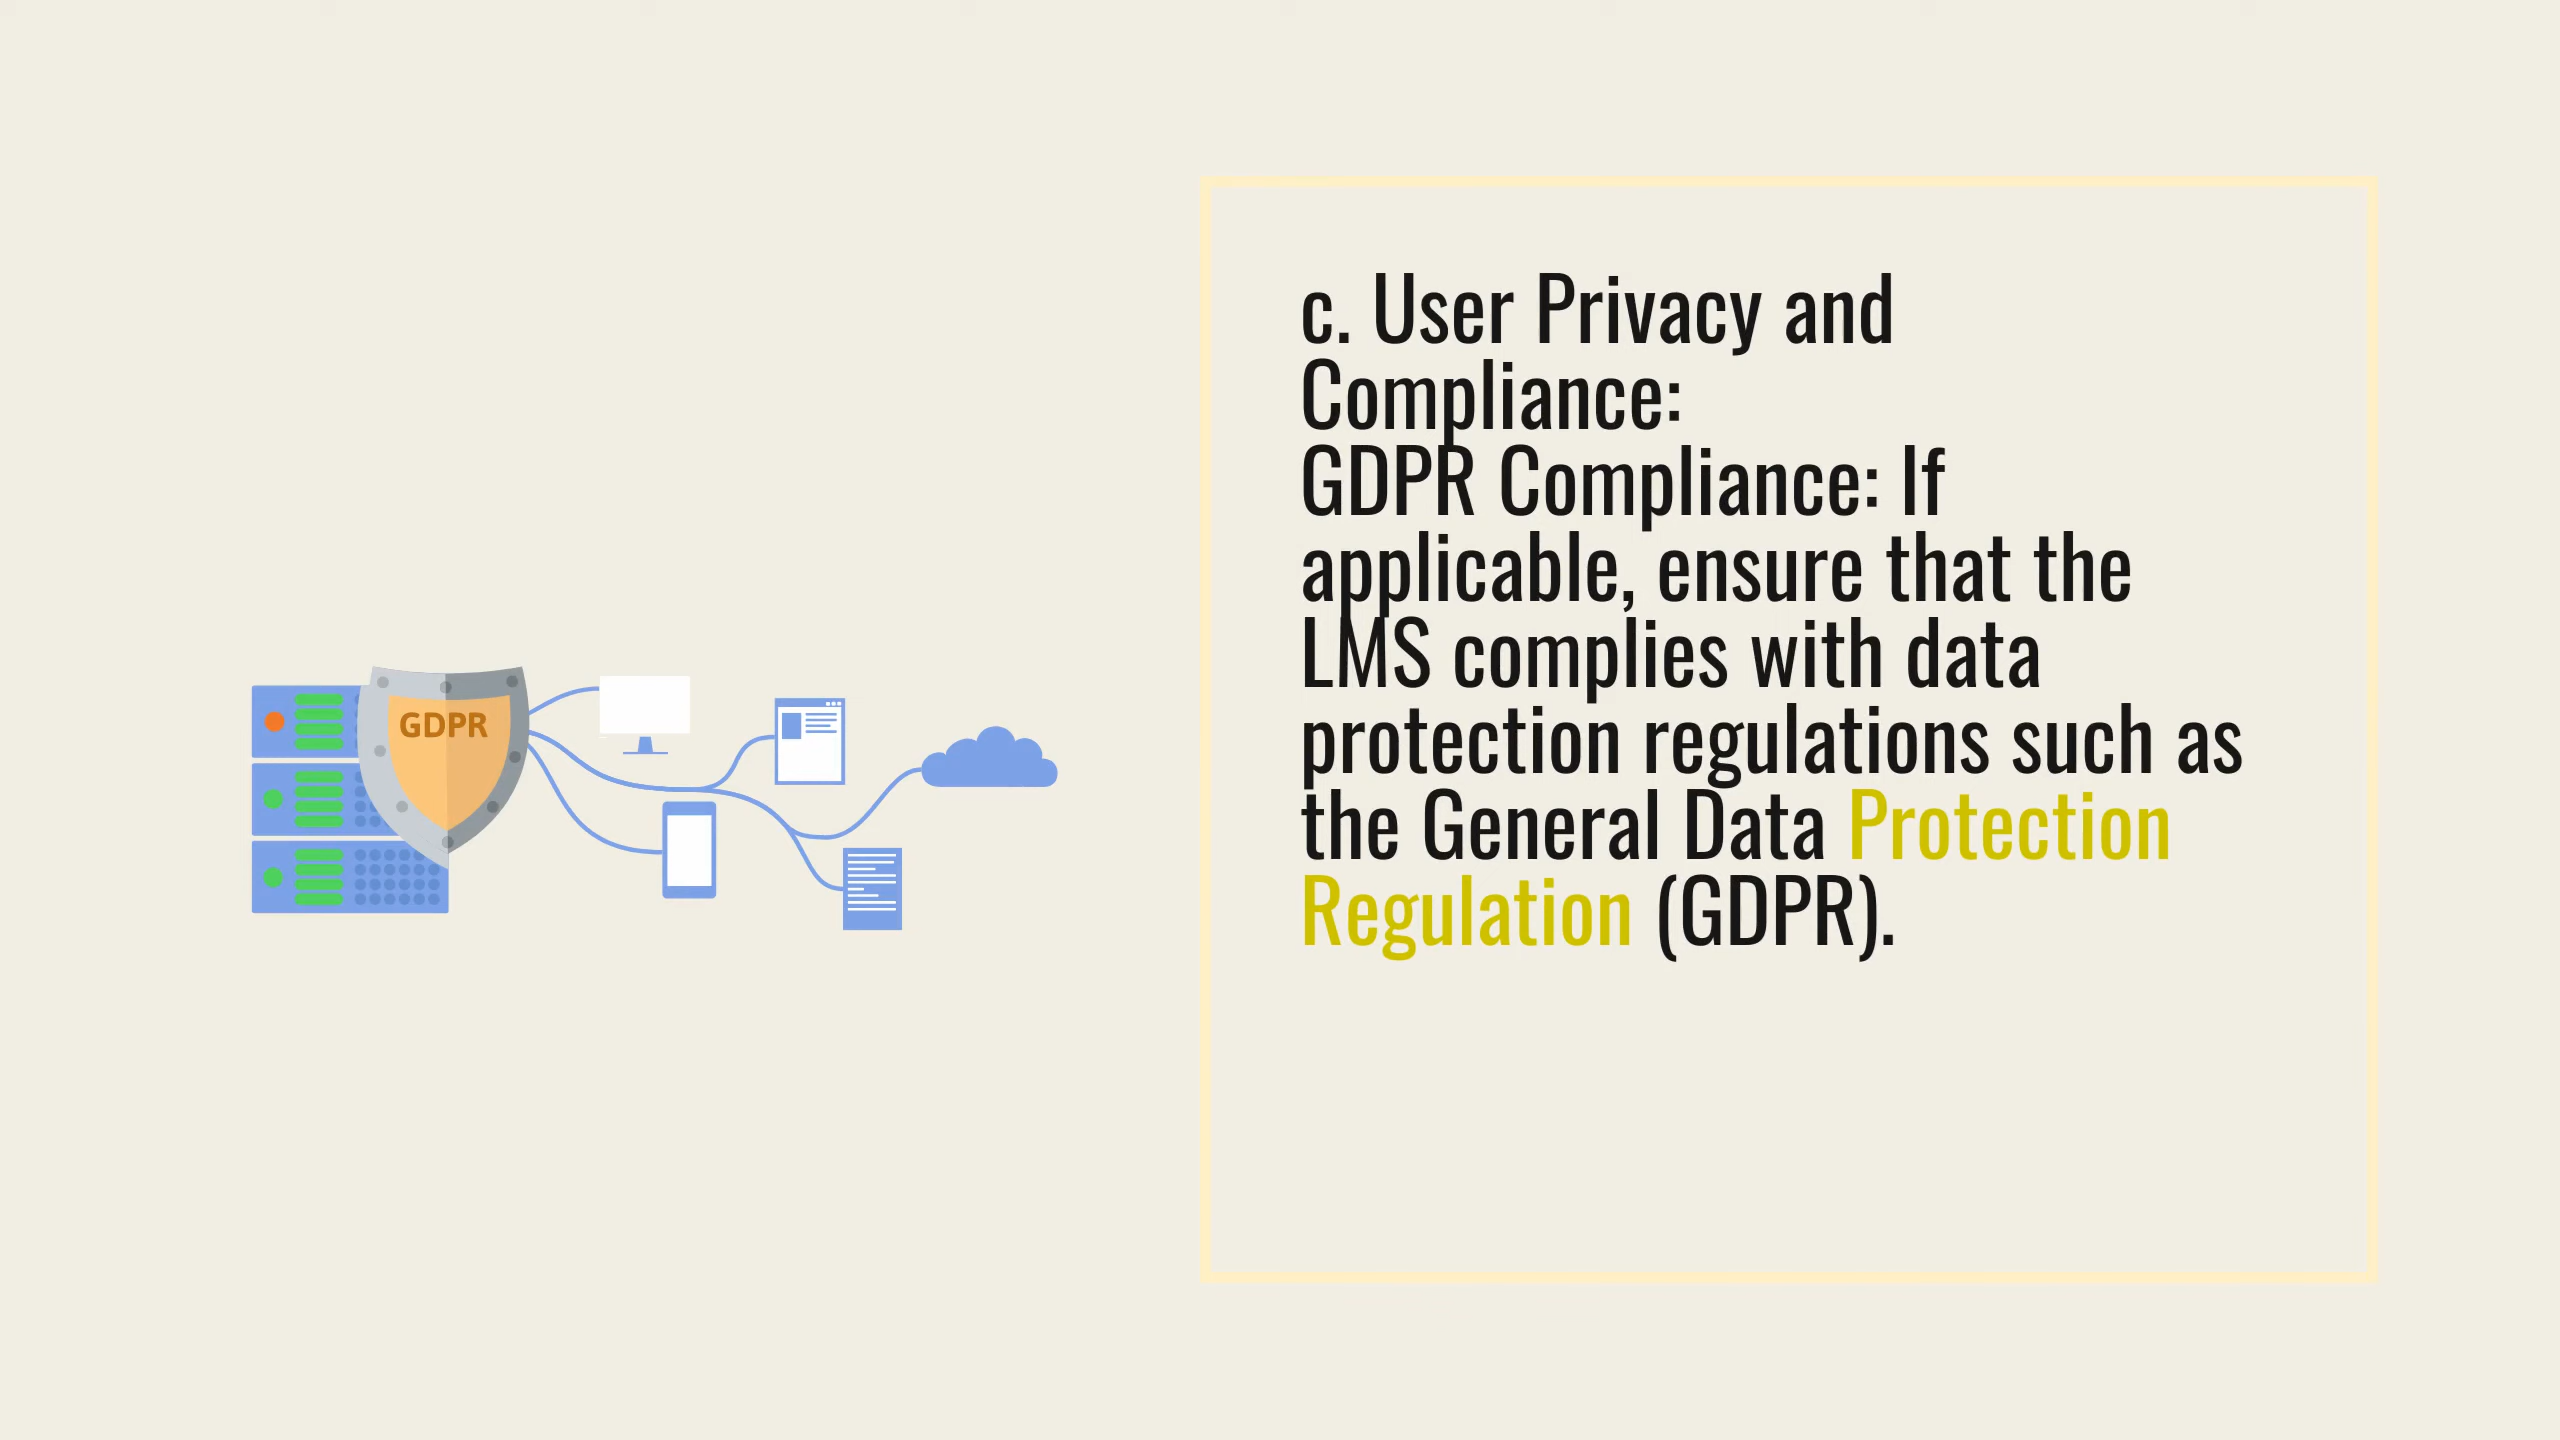 GDPR
c. User Privacy and
Compliance:
GDPR Compliance: If
applicable, ensure that the
LMS complies with data
protection regulations such as
the General Data Protection
Regulation (GDPR).